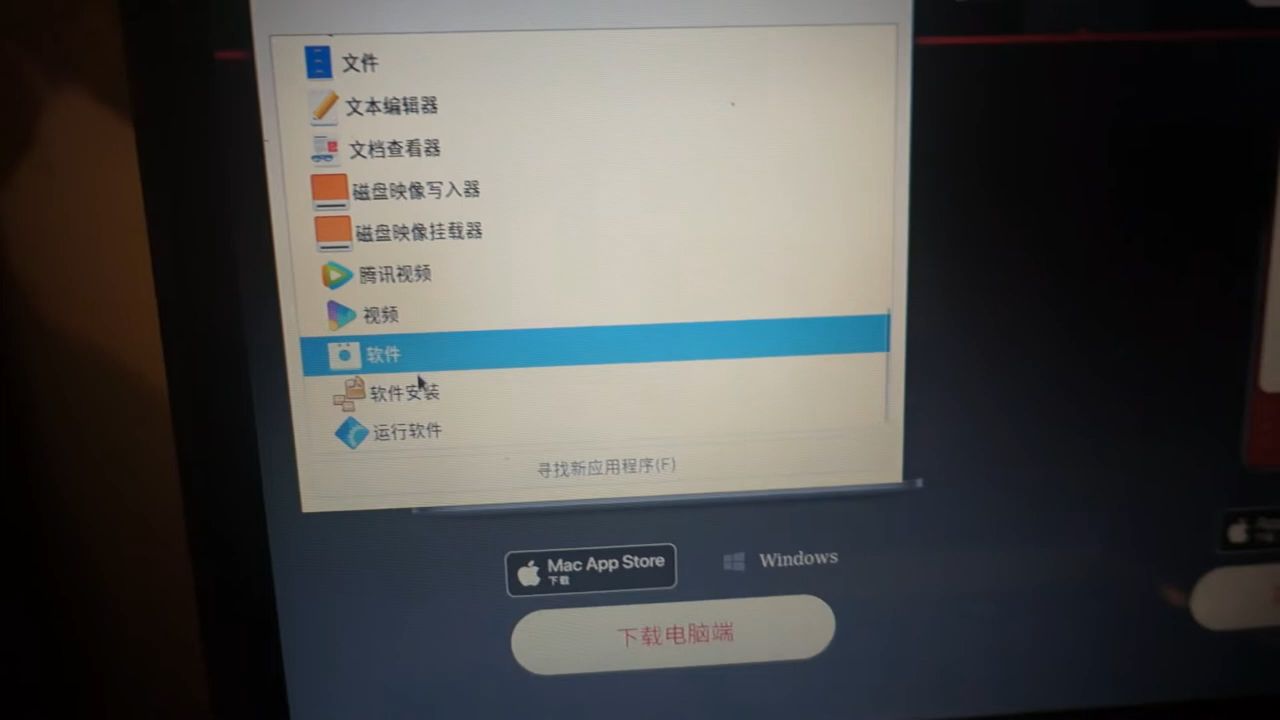 文件
文本编辑器
文档查看器
磁盘映像写入器
磁盘映像挂载器
腾讯视频
视频
软件
软件安装
运行软件
寻找新应用程序(F)
Mac App Store
下载
Windows
下载电脑端